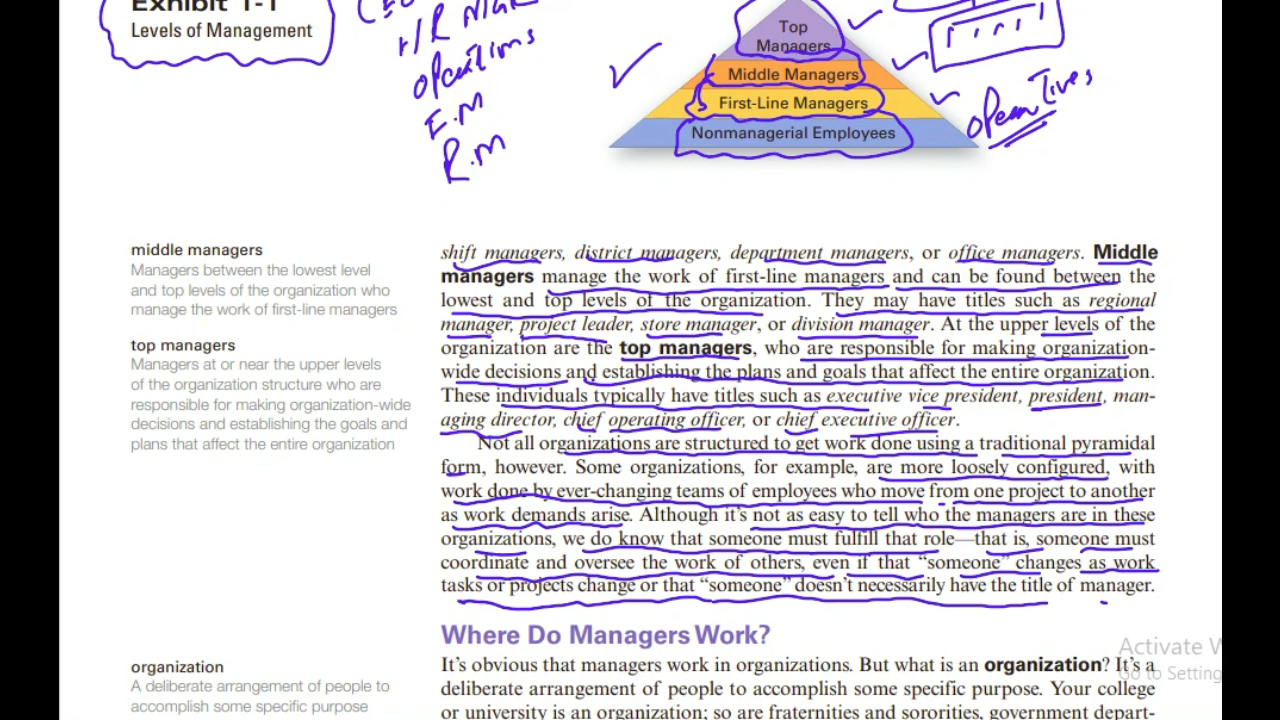 Exhibit 1-1
Levels of Management
H/R
operations
E.M
R.M
Top
Managers
Middle Managers
First-Line Managers
Nonmanagerial Employees
operatives
middle managers
Managers between the lowest level
and top levels of the organization who
manage the work of first-line managers
top managers
Managers at or near the upper levels
of the organization structure who are
responsible for making organization-wide
decisions and establishing the goals and
plans that affect the entire organization
shift managers, district managers, department managers, or office managers. Middle
managers manage the work of first-line managers and can be found between the
lowest and top levels of the organization. They may have titles such as regional
manager, project leader, store manager, or division manager. At the upper levels of the
organization are the top managers, who are responsible for making organization-
wide decisions and establishing the plans and goals that affect the entire organization.
These individuals typically have titles such as executive vice president, president, man-
aging director, chief operating officer, or chief executive officer.
Not all organizations are structured to get work done using a traditional pyramidal
form, however. Some organizations, for example, are more loosely configured, with
work done by ever-changing teams of employees who move from one project to another
as work demands arise. Although it's not as easy to tell who the managers are in these
organizations, we do know that someone must fulfill that role—that is, someone must
coordinate and oversee the work of others, even if that "someone" changes as work
tasks or projects change or that "someone" doesn't necessarily have the title of manager.
Where Do Managers Work?
organization
A deliberate arrangement of people to
accomplish some specific purpose
It's obvious that managers work in organizations. But what is an organization? It's a
deliberate arrangement of people to accomplish some specific purpose. Your college
or university is an organization; so are fraternities and sororities, government depart-
Activate W
Go to Setting